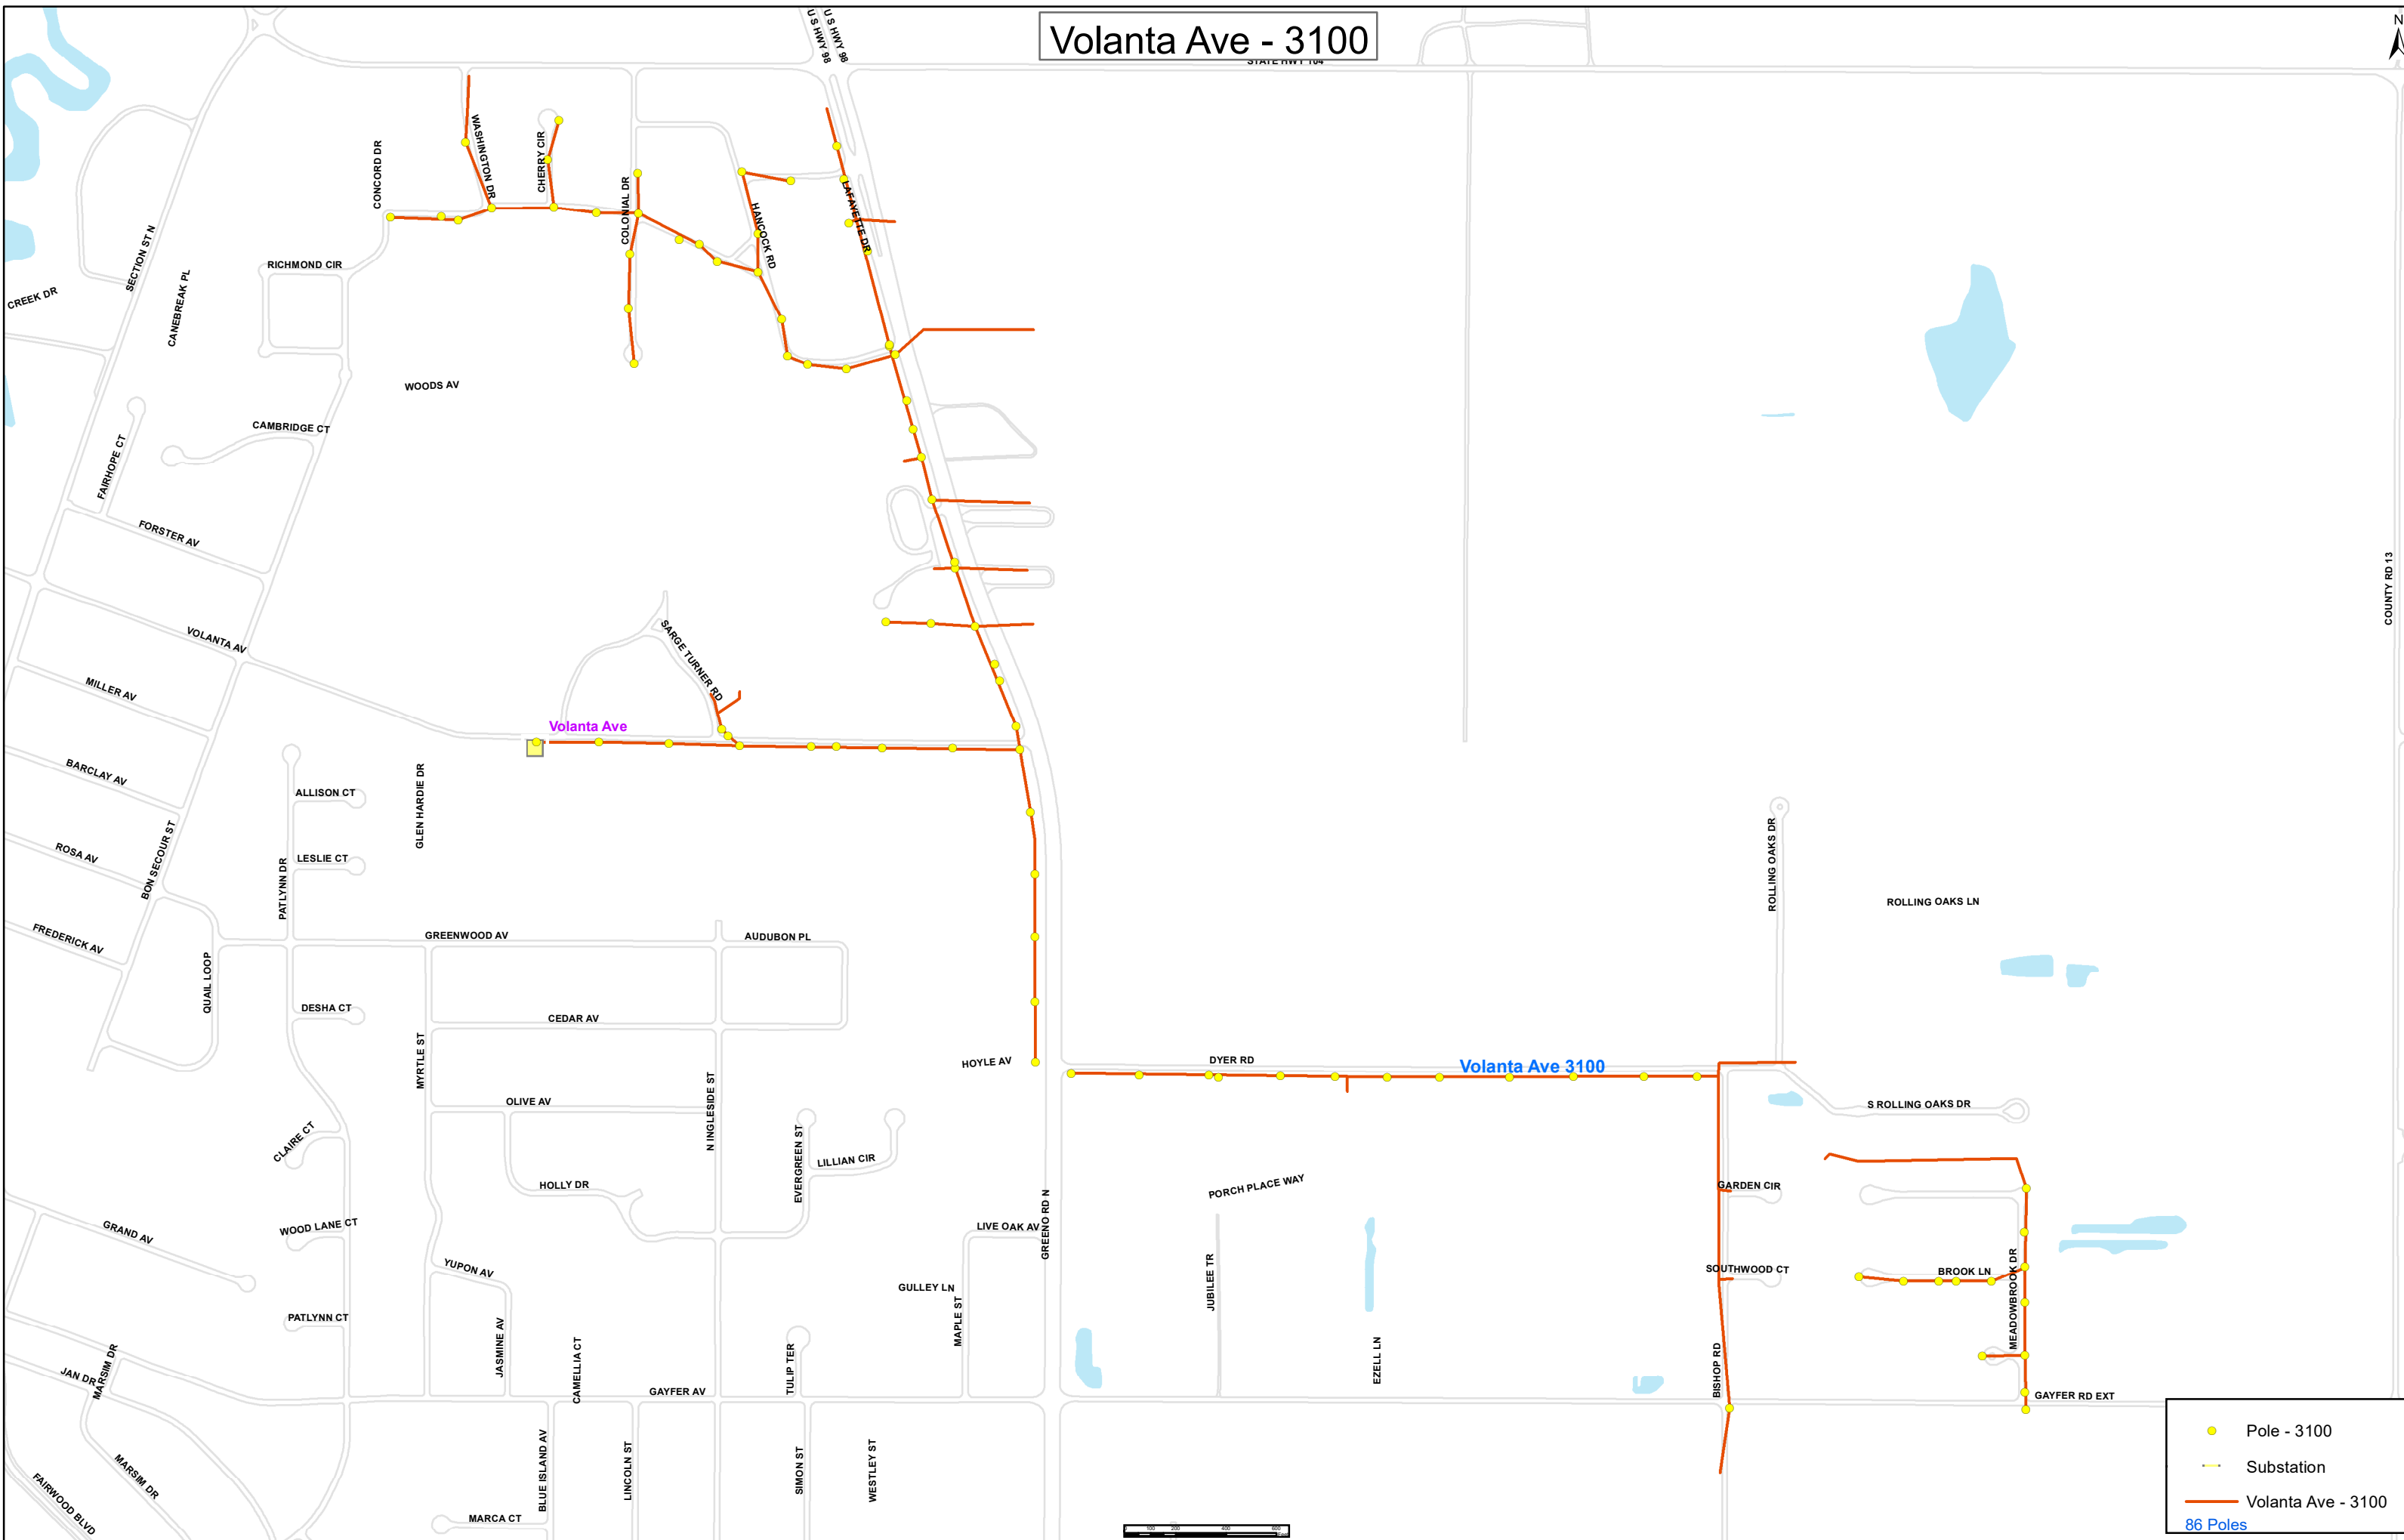 Volanta Ave - 3100
N
U S HWY 98
U S HWY 98
STATE HWY 104
WASHINGTON DR
CHERRY CIR
CONCORD DR
COLONIAL DR
HANCOCK RD
LAFAYETTE DR
SECTION ST N
CANEBREAK PL
RICHMOND CIR
CREEK DR
WOODS AV
CAMBRIDGE CT
FAIRHOPE CT
FORSTER AV
COUNTY RD 13
VOLANTA AV
SARGE TURNER RD
MILLER AV
Volanta Ave
BARCLAY AV
ALLISON CT
GLEN HARDIE DR
ROSA AV
LESLIE CT
BON SECOUR ST
PATLYNN DR
ROLLING OAKS DR
ROLLING OAKS LN
FREDERICK AV
GREENWOOD AV
AUDUBON PL
QUAIL LOOP
DESHA CT
CEDAR AV
MYRTLE ST
HOYLE AV
DYER RD
Volanta Ave 3100
OLIVE AV
N INGLESIDE ST
S ROLLING OAKS DR
CLAIRE CT
EVERGREEN ST
LILLIAN CIR
HOLLY DR
PORCH PLACE WAY
GARDEN CIR
GREENO RD N
GRAND AV
WOOD LANE CT
LIVE OAK AV
YUPON AV
JUBILEE TR
SOUTHWOOD CT
BROOK LN
MEADOWBROOK DR
GULLEY LN
MAPLE ST
PATLYNN CT
JASMINE AV
CAMELLIA CT
TULIP TER
EZELL LN
BISHOP RD
MARSIM DR
JAN DR
GAYFER AV
GAYFER RD EXT
BLUE ISLAND AV
LINCOLN ST
SIMON ST
WESTLEY ST
MARSIM DR
FAIRWOOD BLVD
MARCA CT
0 100 200 400 600
Pole - 3100
Substation
Volanta Ave - 3100
86 Poles